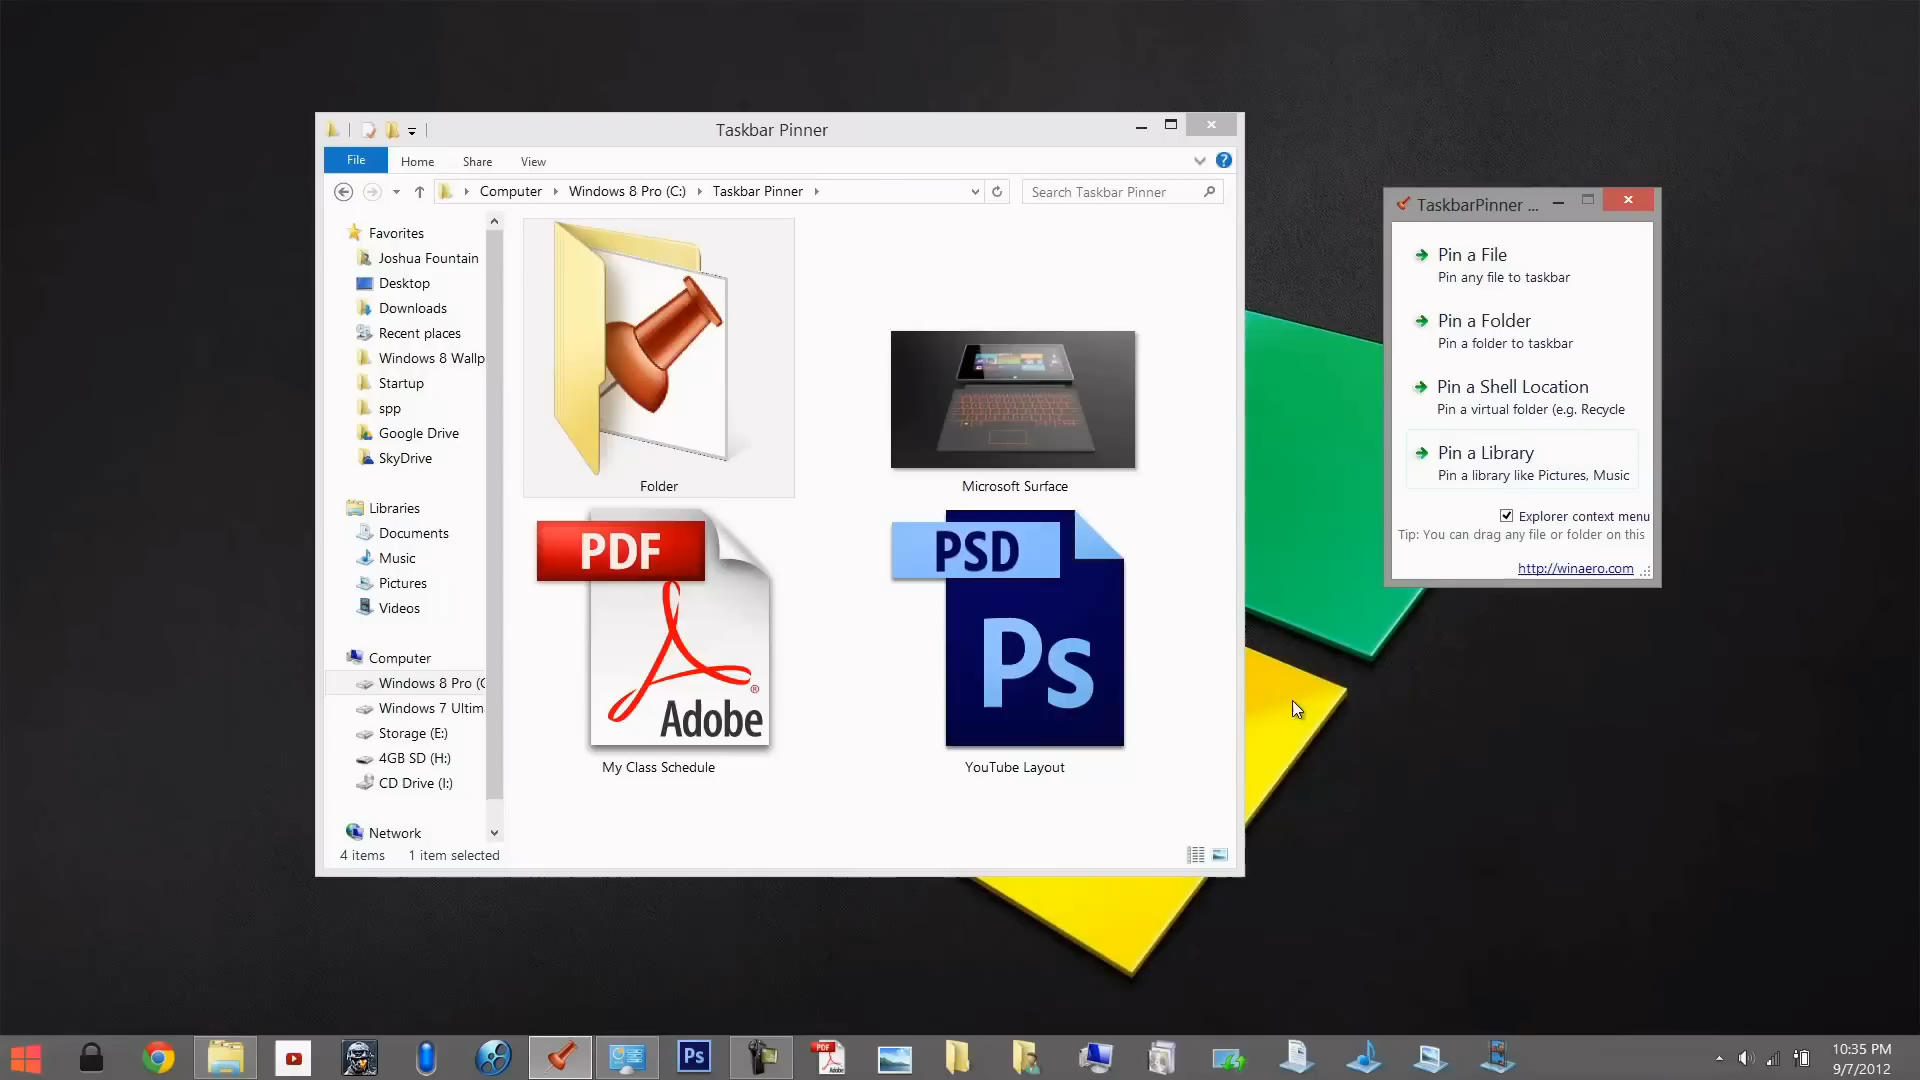 Taskbar Pinner
File
Home
Share
View
Computer
Windows 8 Pro (C:)
Taskbar Pinner
Search Taskbar Pinner
Favorites
Joshua Fountain
Desktop
Downloads
Recent places
Windows 8 Wallp
Startup
spp
Google Drive
SkyDrive
Libraries
Documents
Music
Pictures
Videos
Computer
Windows 8 Pro (C
Windows 7 Ultim
Storage (E:)
4GB SD (H:)
CD Drive (I:)
Network
4 items
1 item selected
Folder
Microsoft Surface
PDF
Adobe
My Class Schedule
PSD
Ps
YouTube Layout
TaskbarPinner ...
Pin a File
Pin any file to taskbar
Pin a Folder
Pin a folder to taskbar
Pin a Shell Location
Pin a virtual folder (e.g. Recycle
Pin a Library
Pin a library like Pictures, Music
Explorer context menu
Tip: You can drag any file or folder on this
http://winaero.com
Ps
PDF
Adobe
10:35 PM
9/7/2012